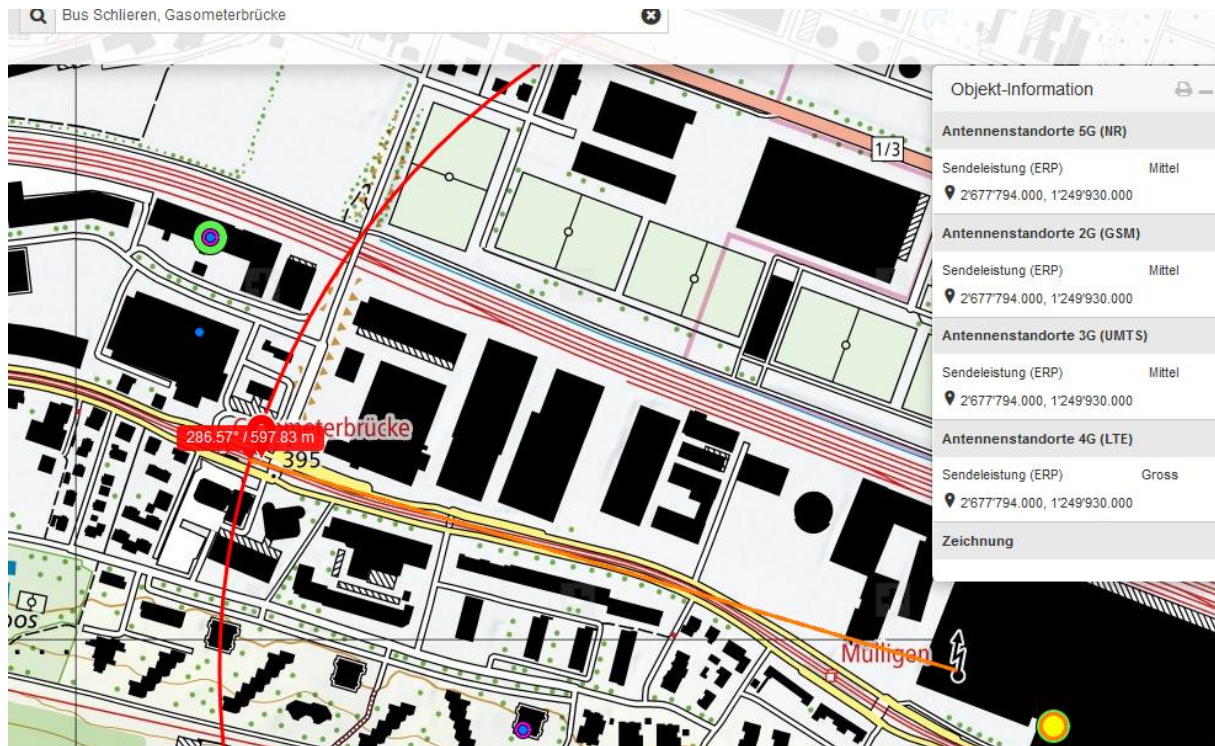 Bus Schlieren, Gasometerbrücke
Objekt-Information
Antennenstandorte 5G (NR)
Sendeleistung (ERP) Mittel
2'677'794.000, 1'249'930.000
Antennenstandorte 2G (GSM)
Sendeleistung (ERP) Mittel
2'677'794.000, 1'249'930.000
Antennenstandorte 3G (UMTS)
Sendeleistung (ERP) Mittel
2'677'794.000, 1'249'930.000
Antennenstandorte 4G (LTE)
Sendeleistung (ERP) Gross
2'677'794.000, 1'249'930.000
Zeichnung
1/3
286.57° / 597.83 m
395
Mülligen